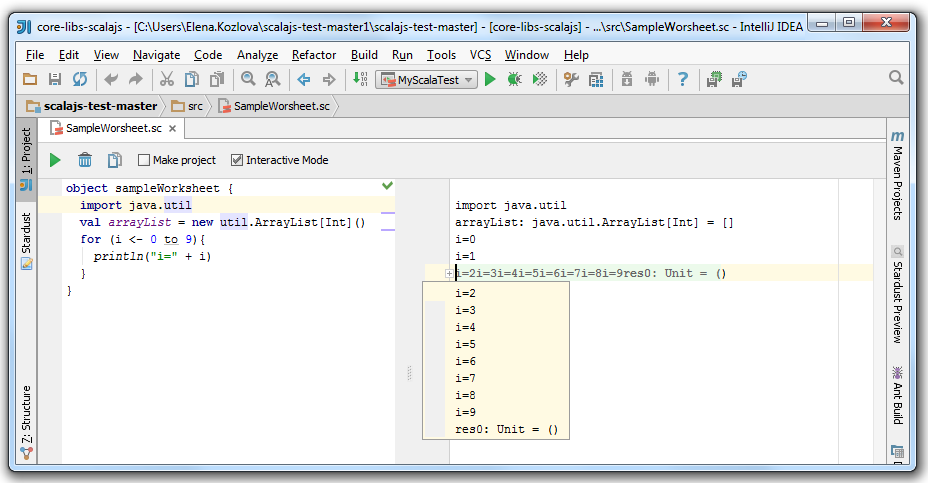 core-libs-scalajs - [C:\Users\Elena.Kozlova\scalajs-test-master1\scalajs-test-master] - [core-libs-scalajs] - ...\src\SampleWorsheet.sc - IntelliJ IDEA
File Edit View Navigate Code Analyze Refactor Build Run Tools VCS Window Help
MyScalaTest
scalajs-test-master src SampleWorsheet.sc
SampleWorsheet.sc
Make project Interactive Mode
1: Project
Stardust
Z: Structure
object sampleWorksheet {
import java.util
val arrayList = new util.ArrayList[Int]()
for (i <- 0 to 9){
println("i=" + i)
}
}
import java.util
arrayList: java.util.ArrayList[Int] = []
i=0
i=1
i=2i=3i=4i=5i=6i=7i=8i=9res0: Unit = ()
i=2
i=3
i=4
i=5
i=6
i=7
i=8
i=9
res0: Unit = ()
m
Maven Projects
Stardust Preview
Ant Build